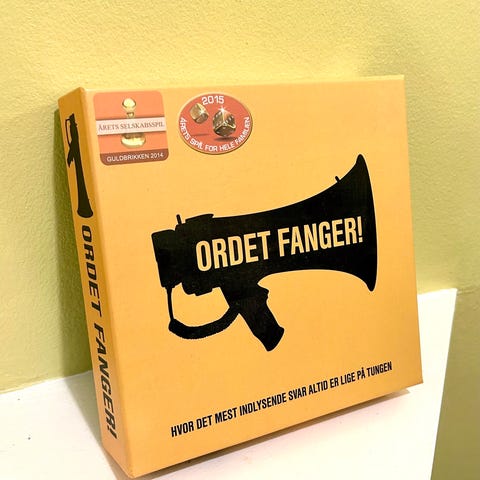 ÅRETS SELSKABSSPIL
GULDBRIKKEN 2014
2015
ÅRETS SPIL FOR HELE FAMILIEN
ORDET FANGER!
HVOR DET MEST INDLYSENDE SVAR ALTID ER LIGE PÅ TUNGEN
ORDET FANGER!